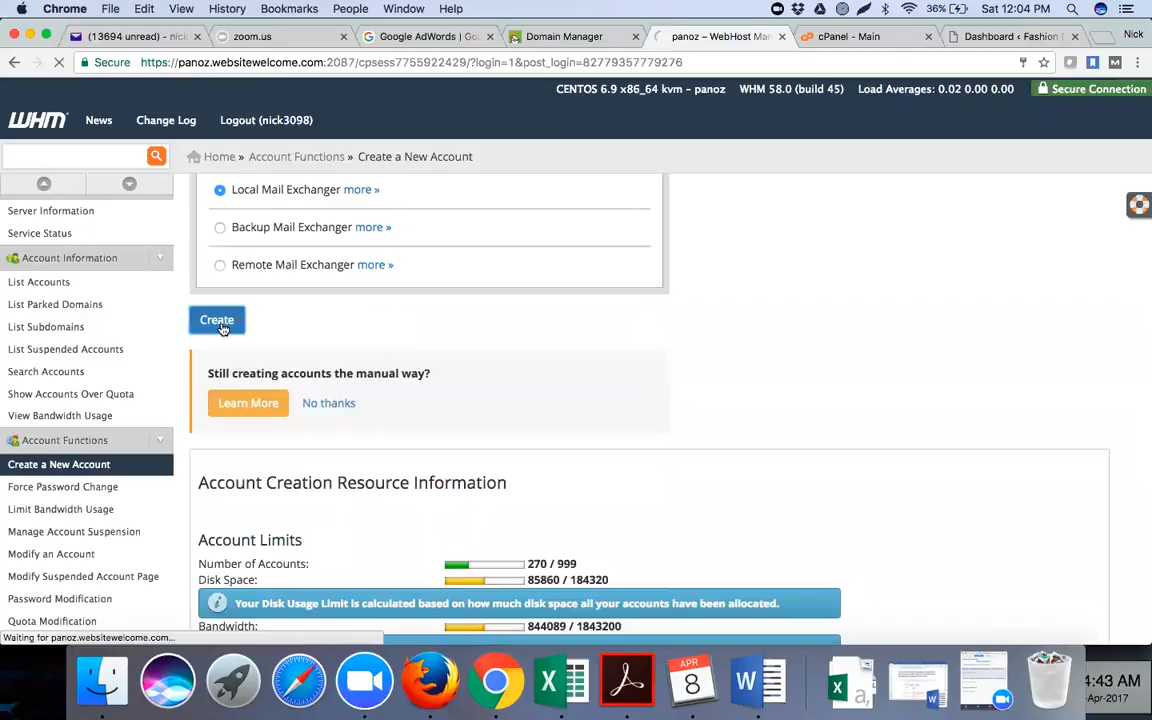 Chrome File Edit View History Bookmarks People Window Help 36% Sat 12:04 PM
(13694 unread) - nick zoom.us Google AdWords | Go Domain Manager panoz – WebHost Man cPanel - Main Dashboard ‹ Fashion Nick
Secure https://panoz.websitewelcome.com:2087/cpsess7755922429/?login=1&post_login=82779357779276
CENTOS 6.9 x86_64 kvm – panoz WHM 58.0 (build 45) Load Averages: 0.02 0.00 0.00 Secure Connection
WHM News Change Log Logout (nick3098)
Home » Account Functions » Create a New Account
Server Information
Service Status
Account Information
List Accounts
List Parked Domains
List Subdomains
List Suspended Accounts
Search Accounts
Show Accounts Over Quota
View Bandwidth Usage
Account Functions
Create a New Account
Force Password Change
Limit Bandwidth Usage
Manage Account Suspension
Modify an Account
Modify Suspended Account Page
Password Modification
Quota Modification
Local Mail Exchanger more »
Backup Mail Exchanger more »
Remote Mail Exchanger more »
Create
Still creating accounts the manual way?
Learn More No thanks
Account Creation Resource Information
Account Limits
Number of Accounts: 270 / 999
Disk Space: 85860 / 184320
Your Disk Usage Limit is calculated based on how much disk space all your accounts have been allocated.
Bandwidth: 844089 / 1843200
Waiting for panoz.websitewelcome.com...
APR
8
4:43 AM
-Apr-2017